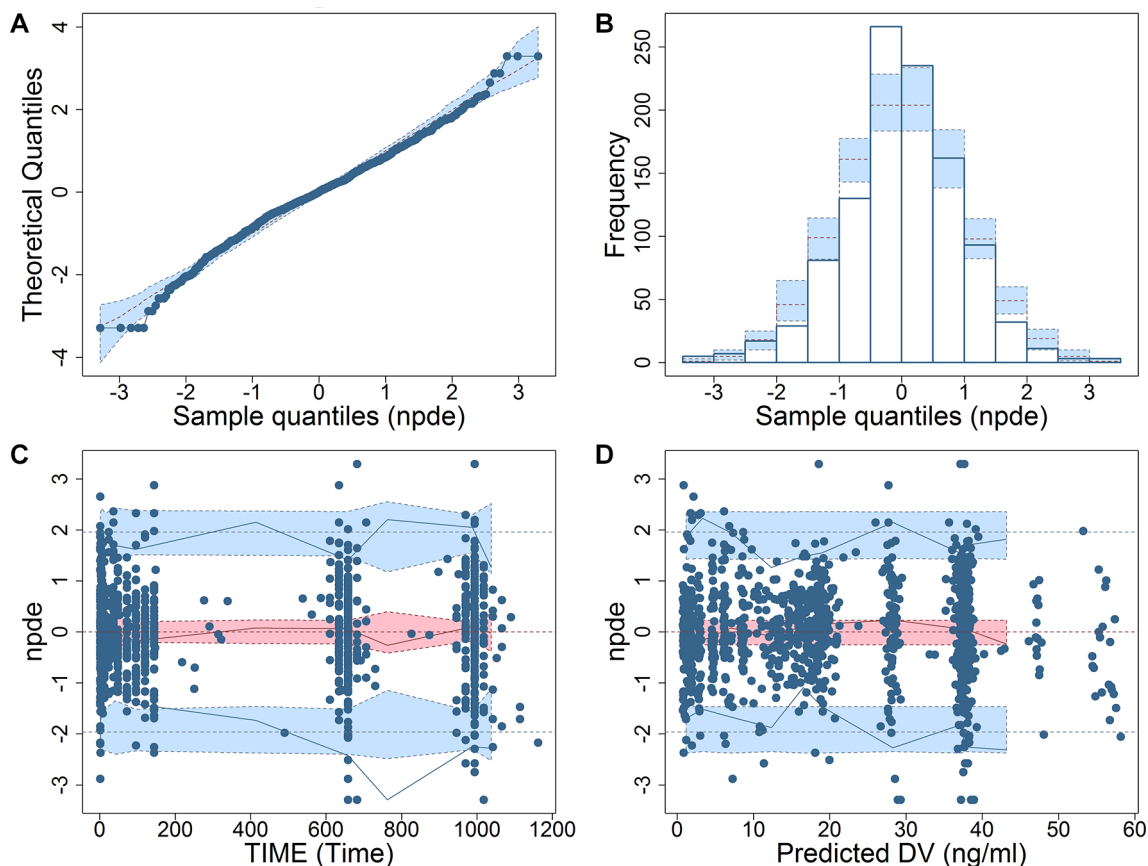 A
Theoretical Quantiles
4
2
0
2
4
-3 -2 -1 0 1 2 3
Sample quantiles (npde)
B
Frequency
250
200
150
100
50
0
-3 -2 -1 0 1 2 3
Sample quantiles (npde)
C
npde
3
2
1
0
-1
-2
-3
0 200 400 600 800 1000 1200
TIME (Time)
D
npde
3
2
1
0
-1
-2
-3
0 10 20 30 40 50 60
Predicted DV (ng/ml)